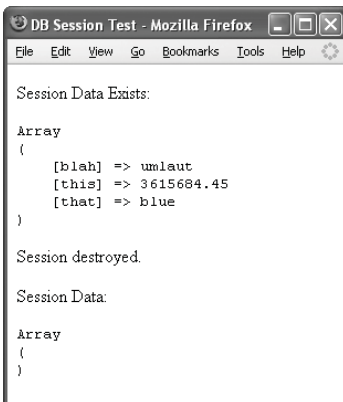 DB Session Test - Mozilla Firefox
File Edit View Go Bookmarks Tools Help
Session Data Exists:
Array
(
[blah] => umlaut
[this] => 3615684.45
[that] => blue
)
Session destroyed.
Session Data:
Array
(
)